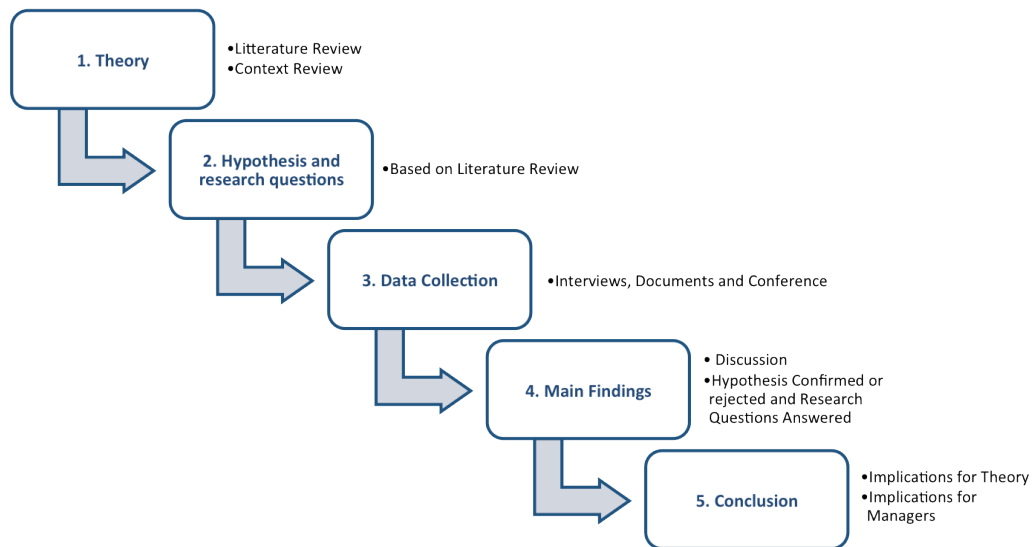 1. Theory
•Litterature Review
•Context Review
2. Hypothesis and
research questions
•Based on Literature Review
3. Data Collection
•Interviews, Documents and Conference
4. Main Findings
• Discussion
•Hypothesis Confirmed or
rejected and Research
Questions Answered
5. Conclusion
•Implications for Theory
•Implications for
Managers